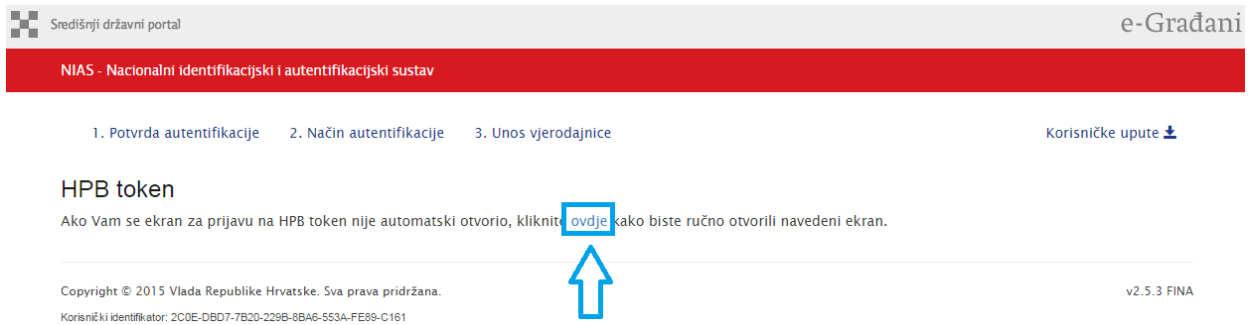 Središnji državni portal
e-Građani
NIAS - Nacionalni identifikacijski i autentifikacijski sustav
1. Potvrda autentifikacije 2. Način autentifikacije 3. Unos vjerodajnice Korisničke upute
HPB token
Ako Vam se ekran za prijavu na HPB token nije automatski otvorio, kliknite ovdje kako biste ručno otvorili navedeni ekran.
Copyright © 2015 Vlada Republike Hrvatske. Sva prava pridržana. v2.5.3 FINA
Korisnički identifikator: 2C0E-DBD7-7B20-229B-8BA6-553A-FE89-C161